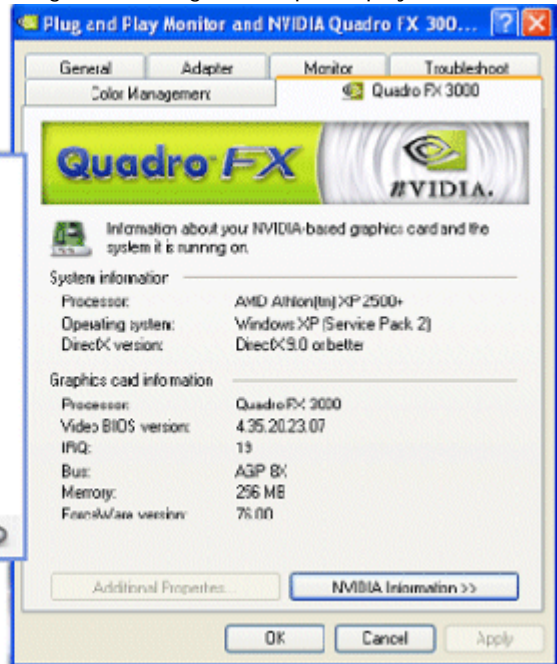 Plug and Play Monitor and NVIDIA Quadro FX 300...
General Adapter Monitor Troubleshoot
Color Management Quadro FX 3000
Quadro FX NVIDIA.
Information about your NVIDIA-based graphics card and the
system it is running on.
System information
Processor: AMD Athlon(tm) XP 2500+
Operating system: Windows XP (Service Pack 2)
DirectX version: DirectX 9.0 or better
Graphics card information
Processor: Quadro FX 3000
Video BIOS version: 4.35.20.23.07
IRQ: 19
Bus: AGP 8X
Memory: 256 MB
ForceWare version: 76.00
Additional Properties... NVIDIA Information >>
OK Cancel Apply